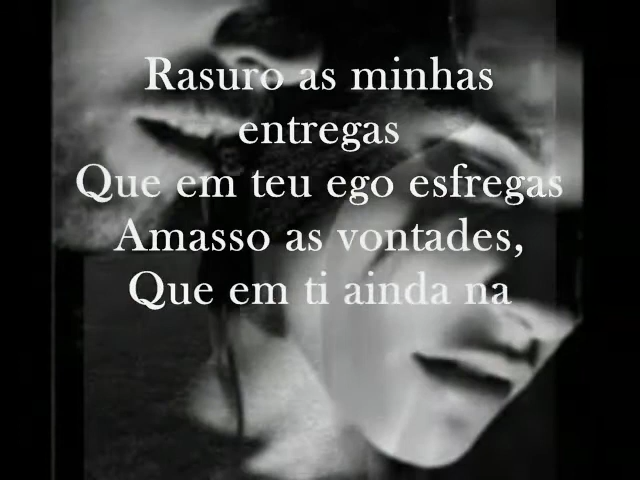 Rasuro as minhas
entregas
Que em teu ego esfregas
Amasso as vontades,
Que em ti ainda na